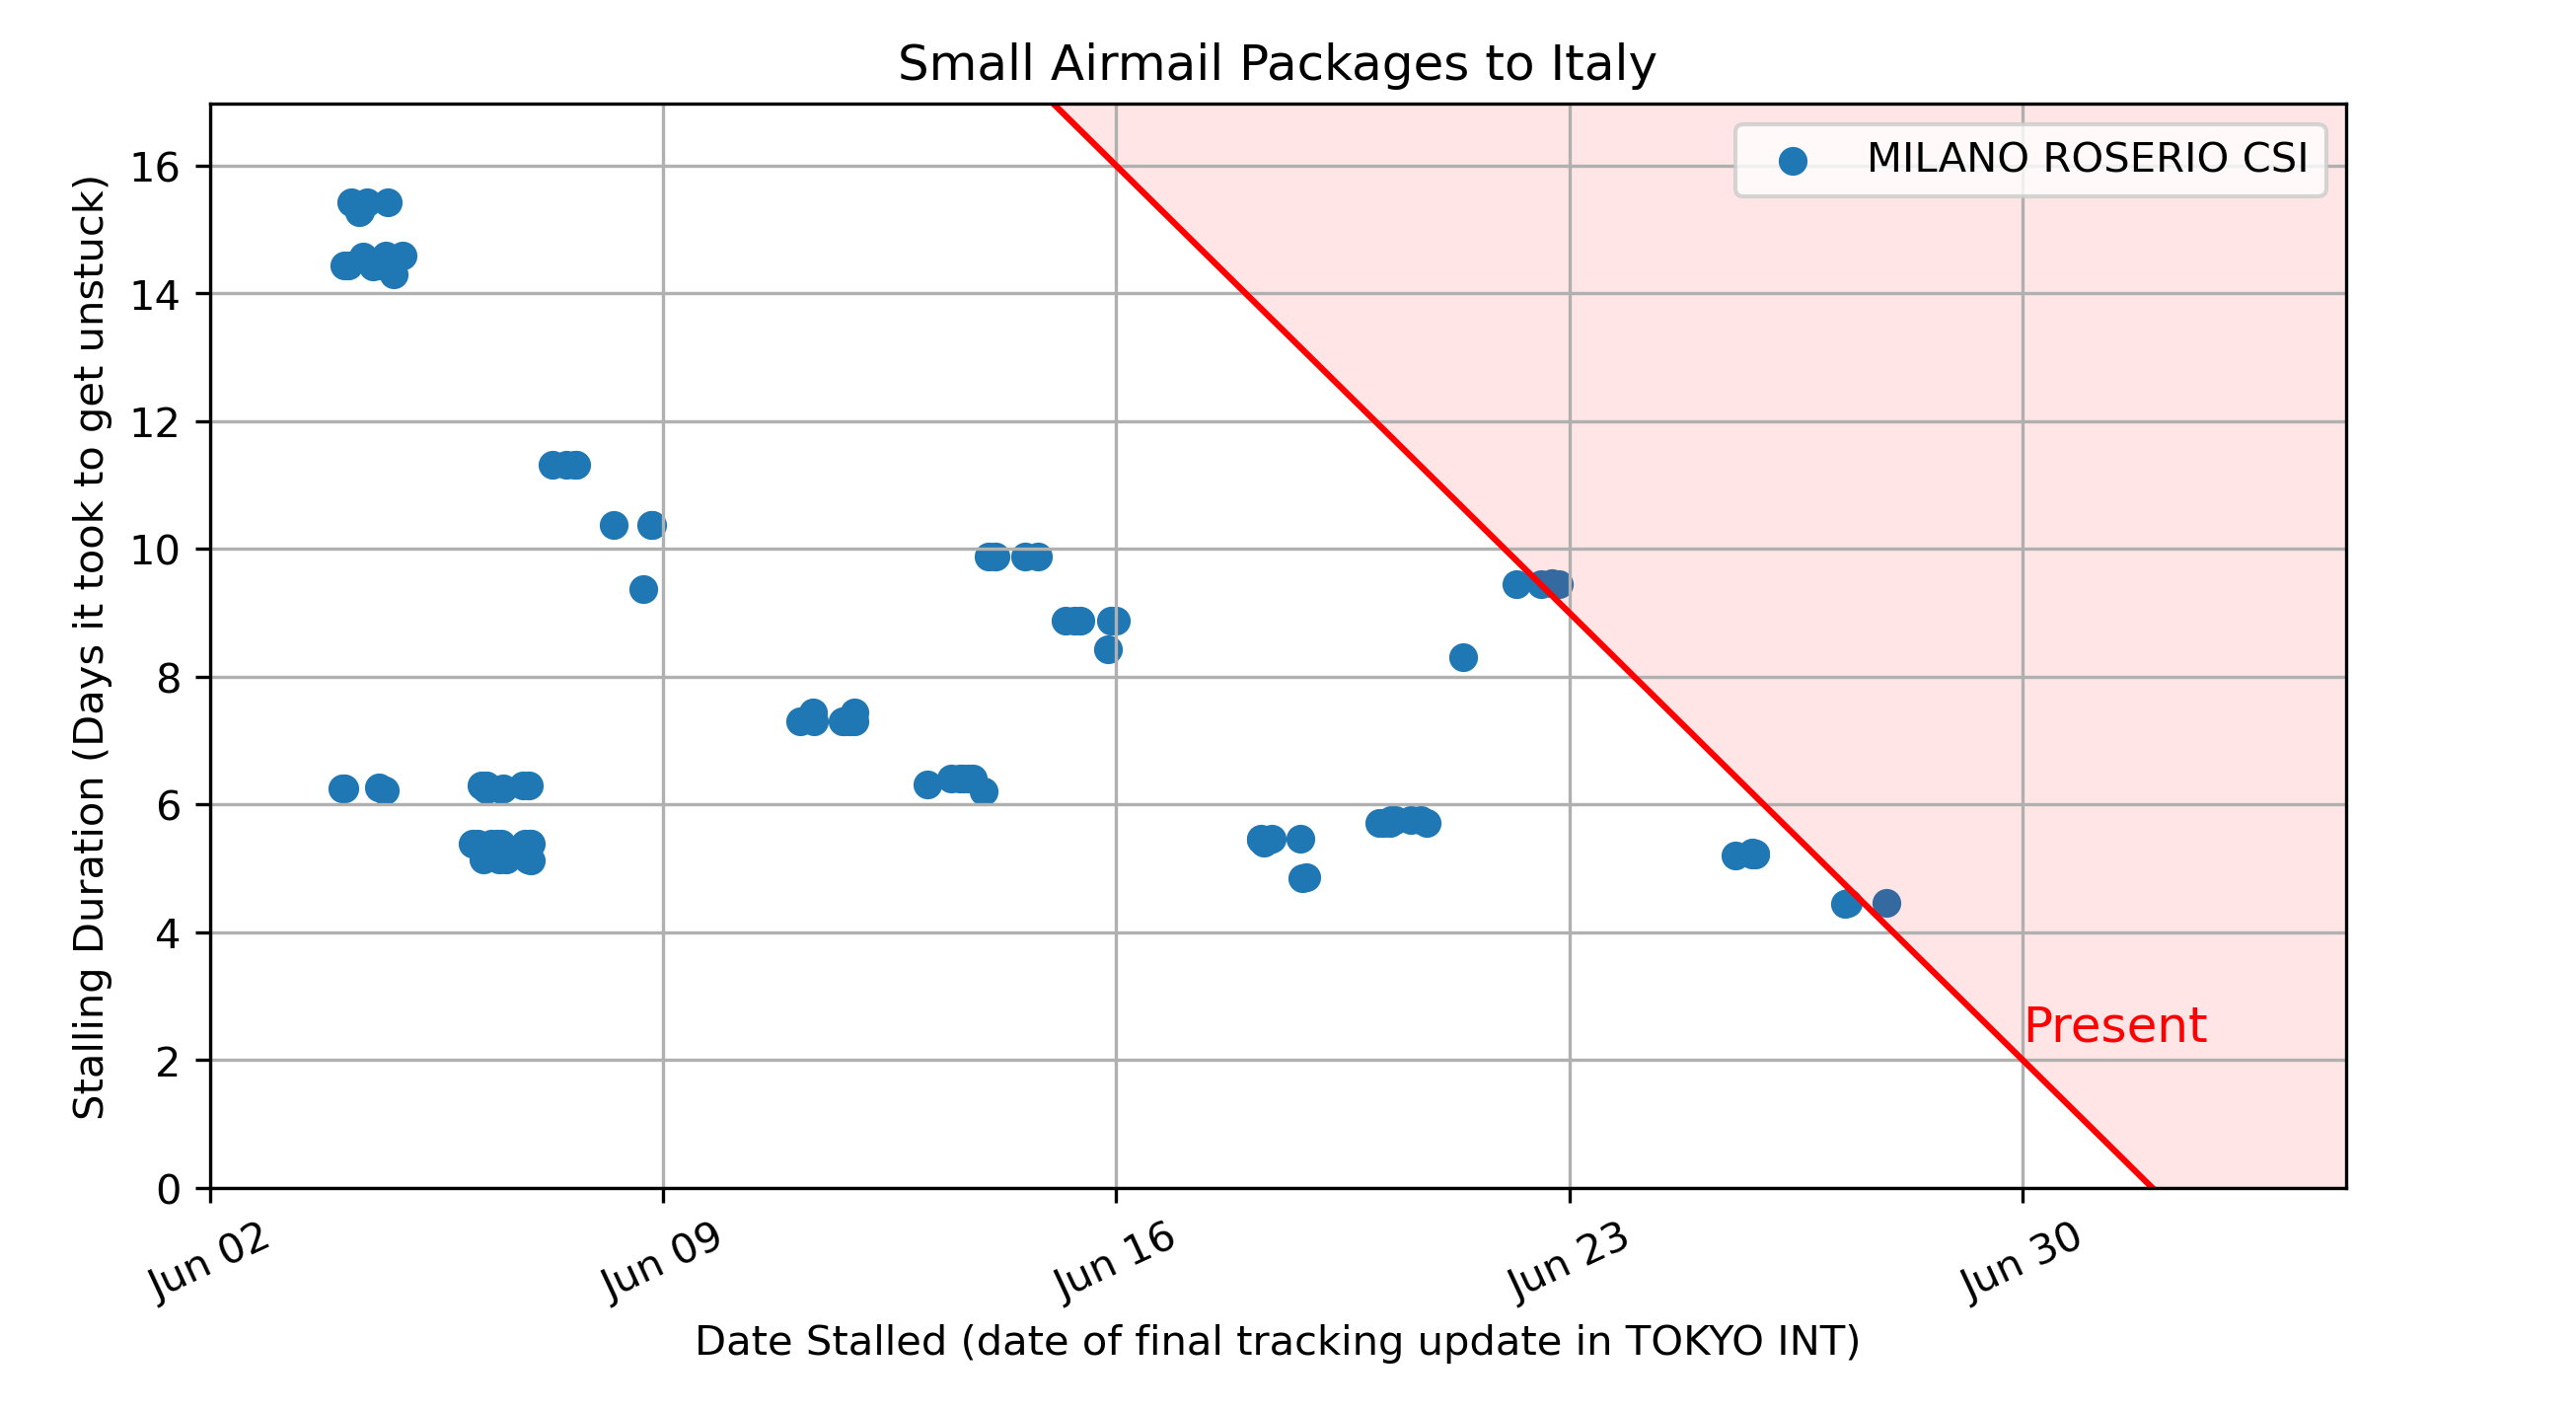 Small Airmail Packages to Italy
MILANO ROSERIO CSI
Stalling Duration (Days it took to get unstuck)
16
14
12
10
8
6
4
2
0
Present
Jun 02
Jun 09
Jun 16
Jun 23
Jun 30
Date Stalled (date of final tracking update in TOKYO INT)